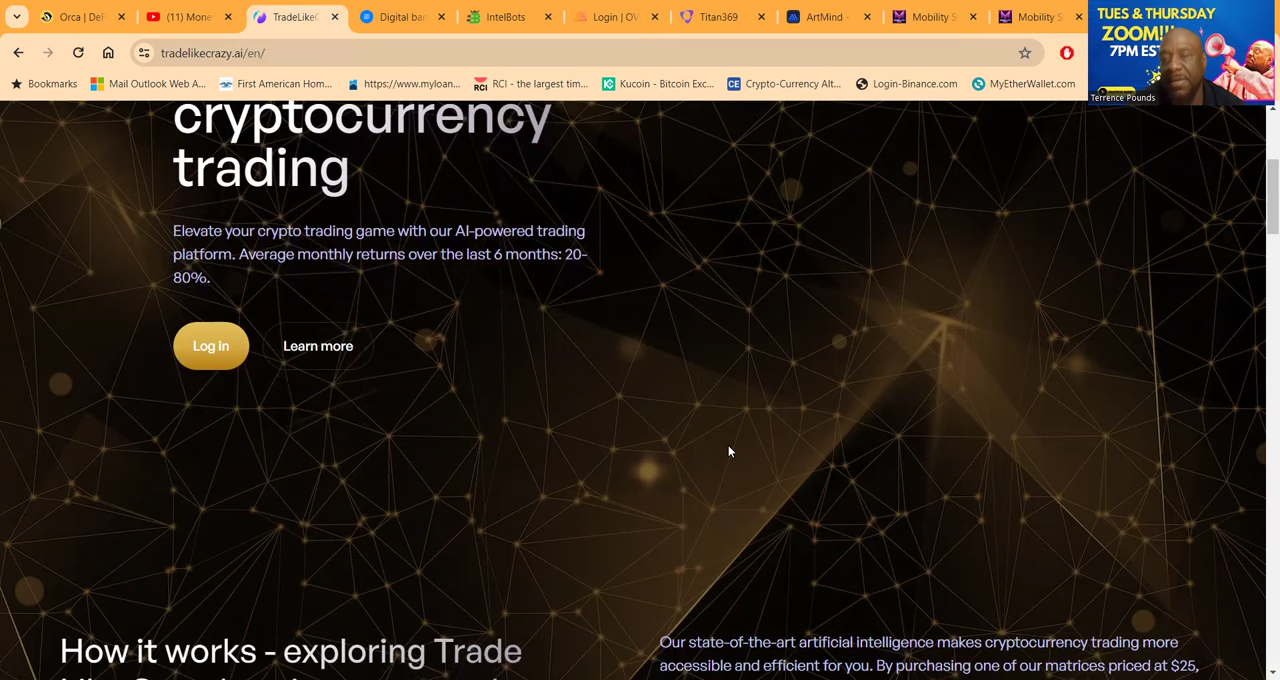 Orca | DeF
(11) Mone
TradeLikeC
Digital bar
IntelBots
Login | OV
Titan369
ArtMind -
Mobility S
Mobility S
tradelikecrazy.ai/en/
Bookmarks
Mail Outlook Web A...
First American Hom...
https://www.myloan...
RCI - the largest tim...
Kucoin - Bitcoin Exc...
Crypto-Currency Alt...
Login-Binance.com
MyEtherWallet.com
TUES & THURSDAY
ZOOM!!!
7PM EST
Terrence Pounds
cryptocurrency
trading
Elevate your crypto trading game with our AI-powered trading
platform. Average monthly returns over the last 6 months: 20-
80%.
Log in
Learn more
How it works - exploring Trade
Our state-of-the-art artificial intelligence makes cryptocurrency trading more
accessible and efficient for you. By purchasing one of our matrices priced at $25,